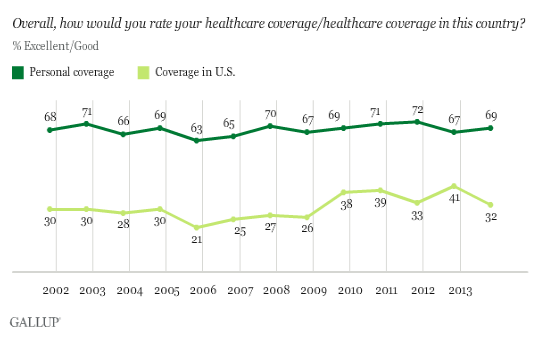 Overall, how would you rate your healthcare coverage/healthcare coverage in this country?
% Excellent/Good
Personal coverage Coverage in U.S.
68 71 66 69 63 65 70 67 69 71 72 67 69
30 30 28 30 21 25 27 26 38 39 33 41 32
2002 2003 2004 2005 2006 2007 2008 2009 2010 2011 2012 2013
GALLUP'